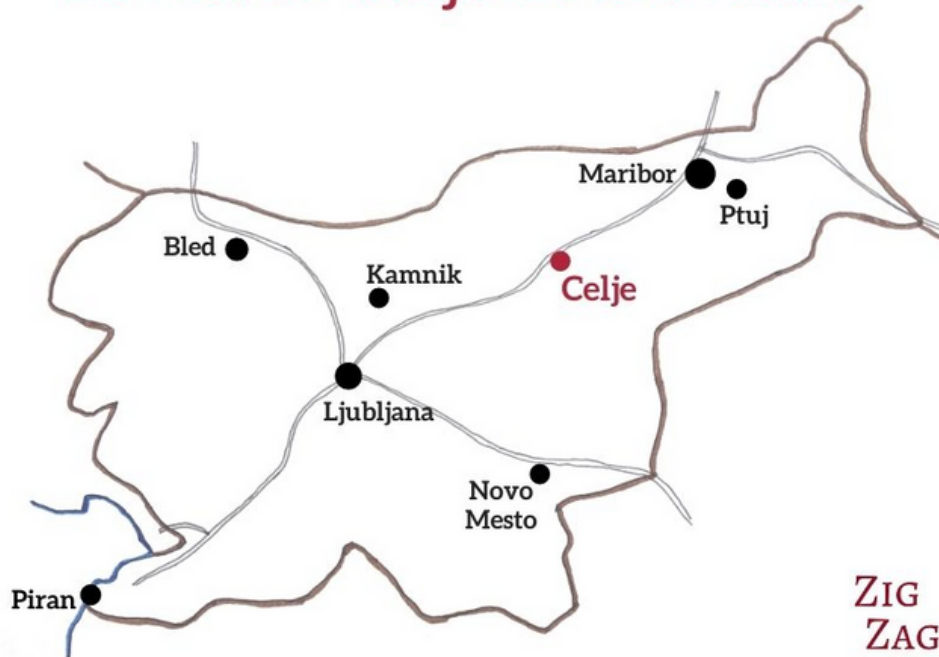 Maribor
Ptuj
Bled
Kamnik
Celje
Ljubljana
Novo
Mesto
Piran
ZIG
ZAG